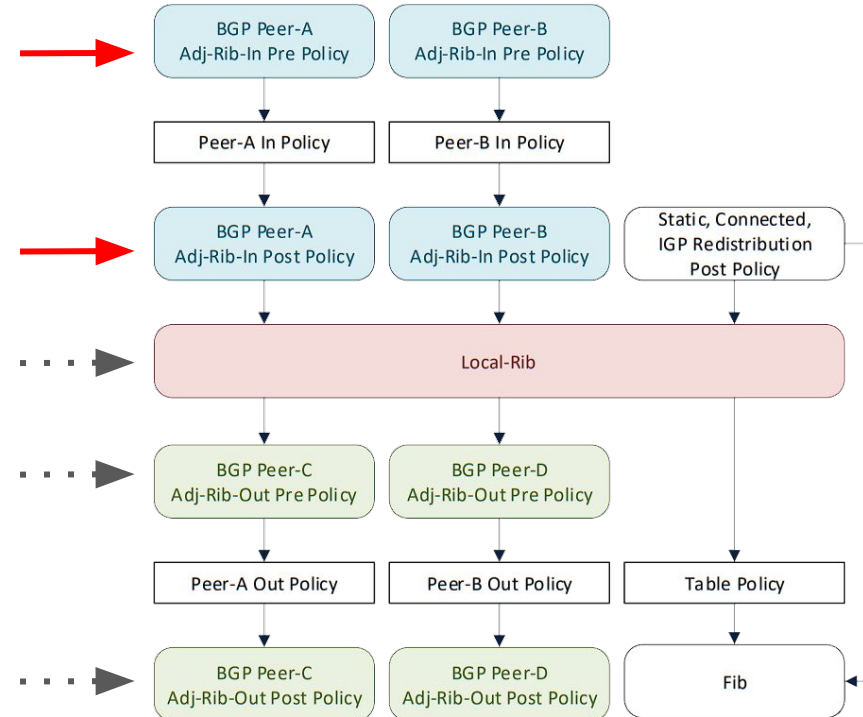 BGP Peer-A
Adj-Rib-In Pre Policy
BGP Peer-B
Adj-Rib-In Pre Policy
Peer-A In Policy
Peer-B In Policy
BGP Peer-A
Adj-Rib-In Post Policy
BGP Peer-B
Adj-Rib-In Post Policy
Static, Connected,
IGP Redistribution
Post Policy
Local-Rib
BGP Peer-C
Adj-Rib-Out Pre Policy
BGP Peer-D
Adj-Rib-Out Pre Policy
Peer-A Out Policy
Peer-B Out Policy
Table Policy
BGP Peer-C
Adj-Rib-Out Post Policy
BGP Peer-D
Adj-Rib-Out Post Policy
Fib